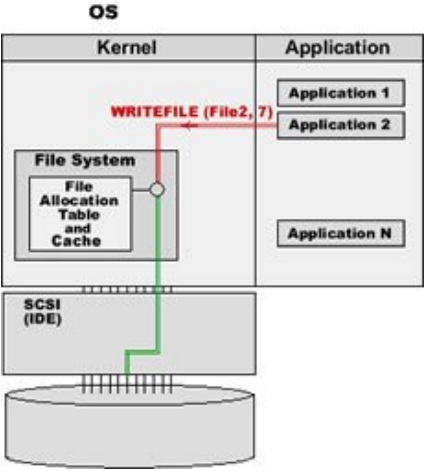 OS
Kernel
Application
Application 1
WRITEFILE (File2, 7)
Application 2
File System
File
Allocation
Table
and
Cache
Application N
SCSI
(IDE)